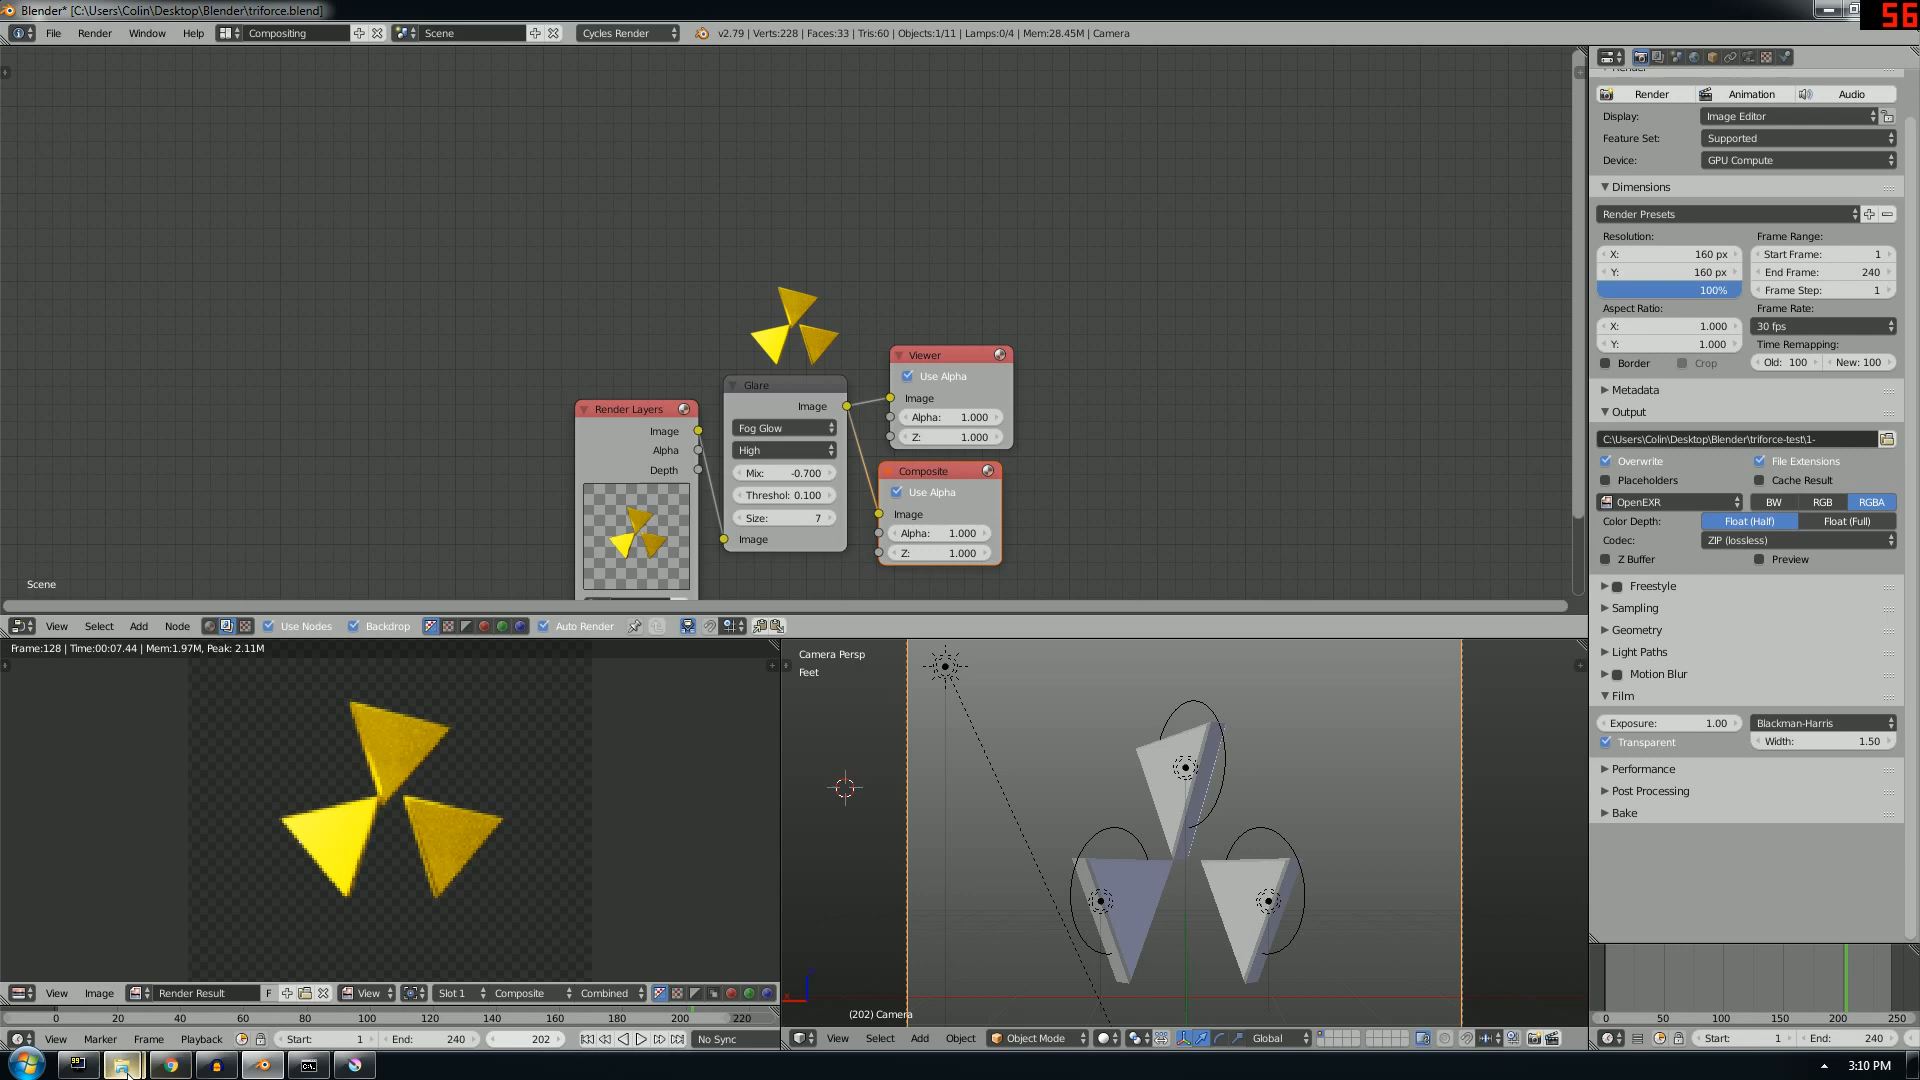 Blender* [C:\Users\Colin\Desktop\Blender\triforce.blend]
56
File Render Window Help Compositing Scene Cycles Render v2.79 | Verts:228 | Faces:33 | Tris:60 | Objects:1/11 | Lamps:0/4 | Mem:28.45M | Camera
Render Animation Audio
Display: Image Editor
Feature Set: Supported
Device: GPU Compute
Dimensions
Render Presets
Resolution: Frame Range:
X: 160 px Start Frame: 1
Y: 160 px End Frame: 240
100% Frame Step: 1
Aspect Ratio: Frame Rate:
X: 1.000 30 fps
Y: 1.000 Time Remapping:
Border Crop Old: 100 New: 100
Metadata
Output
C:\Users\Colin\Desktop\Blender\triforce-test\1-
Overwrite File Extensions
Placeholders Cache Result
OpenEXR BW RGB RGBA
Color Depth: Float (Half) Float (Full)
Codec: ZIP (lossless)
Z Buffer Preview
Freestyle
Sampling
Geometry
Light Paths
Motion Blur
Film
Exposure: 1.00 Blackman-Harris
Transparent Width: 1.50
Performance
Post Processing
Bake
Render Layers
Image
Alpha
Depth
Glare
Image
Fog Glow
High
Mix: -0.700
Threshol: 0.100
Size: 7
Image
Viewer
Use Alpha
Image
Alpha: 1.000
Z: 1.000
Composite
Use Alpha
Image
Alpha: 1.000
Z: 1.000
Scene
View Select Add Node Use Nodes Backdrop Auto Render
Frame:128 | Time:00:07.44 | Mem:1.97M, Peak: 2.11M
Camera Persp
Feet
(202) Camera
View Image Render Result F View Slot 1 Composite Combined
0 20 40 60 80 100 120 140 160 180 200 220
View Marker Frame Playback Start: 1 End: 240 202 No Sync
View Select Add Object Object Mode Global
0 50 100 150 200 250
Start: 1 End: 240
99
C:\.
3:10 PM